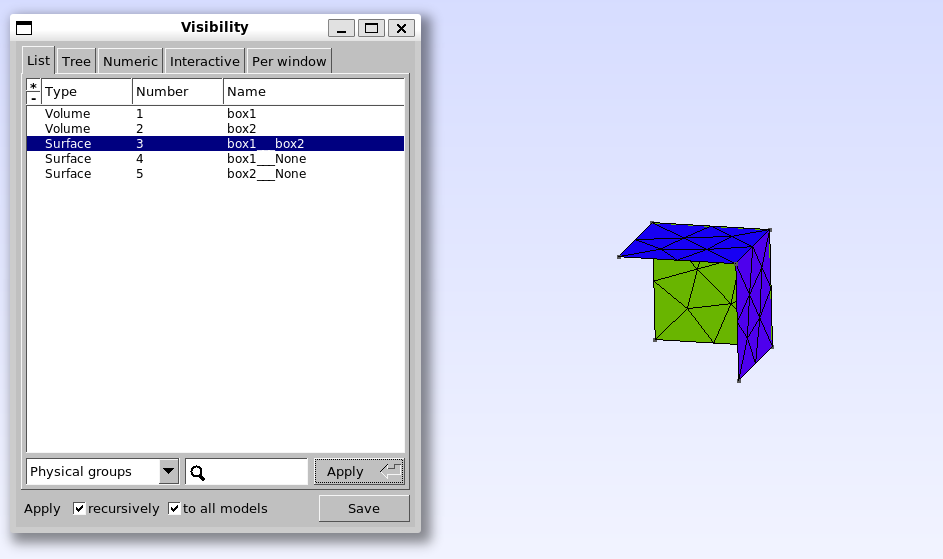 Visibility
List Tree Numeric Interactive Per window
*
-
Type Number Name
Volume 1 box1
Volume 2 box2
Surface 3 box1___box2
Surface 4 box1___None
Surface 5 box2___None
Physical groups Apply
Apply recursively to all models Save